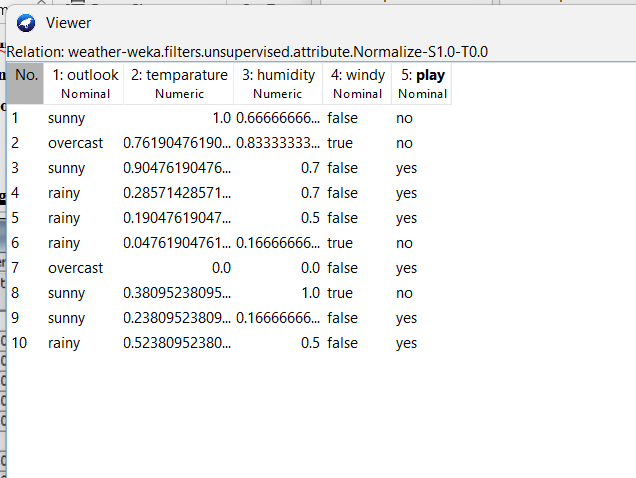 Viewer
Relation: weather-weka.filters.unsupervised.attribute.Normalize-S1.0-T0.0
No. 1: outlook 2: temparature 3: humidity 4: windy 5: play
Nominal Numeric Numeric Nominal Nominal
1 sunny 1.0 0.66666666... false no
2 overcast 0.76190476190... 0.83333333... true no
3 sunny 0.90476190476... 0.7 false yes
4 rainy 0.28571428571... 0.7 false yes
5 rainy 0.19047619047... 0.5 false yes
6 rainy 0.04761904761... 0.16666666... true no
7 overcast 0.0 0.0 false yes
8 sunny 0.38095238095... 1.0 true no
9 sunny 0.23809523809... 0.16666666... false yes
10 rainy 0.52380952380... 0.5 false yes